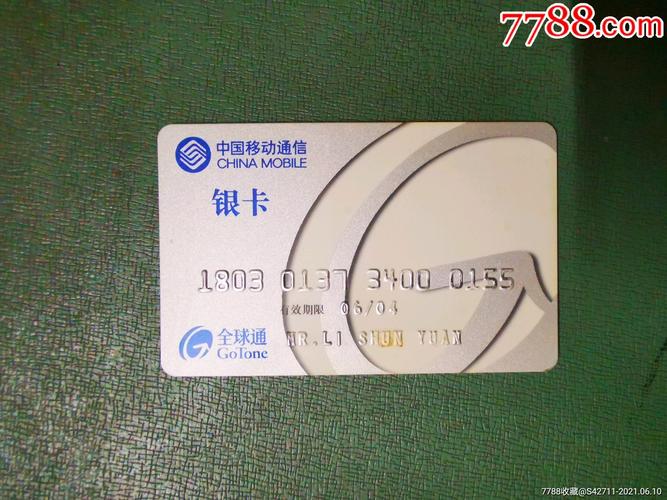 7788.com
中国移动通信
CHINA MOBILE
银卡
1803 0137 3400 0155
有效期限 06/04
全球通
GoTone
MR.LI SHUN YUAN
7788收藏@S42711-2021.06.10